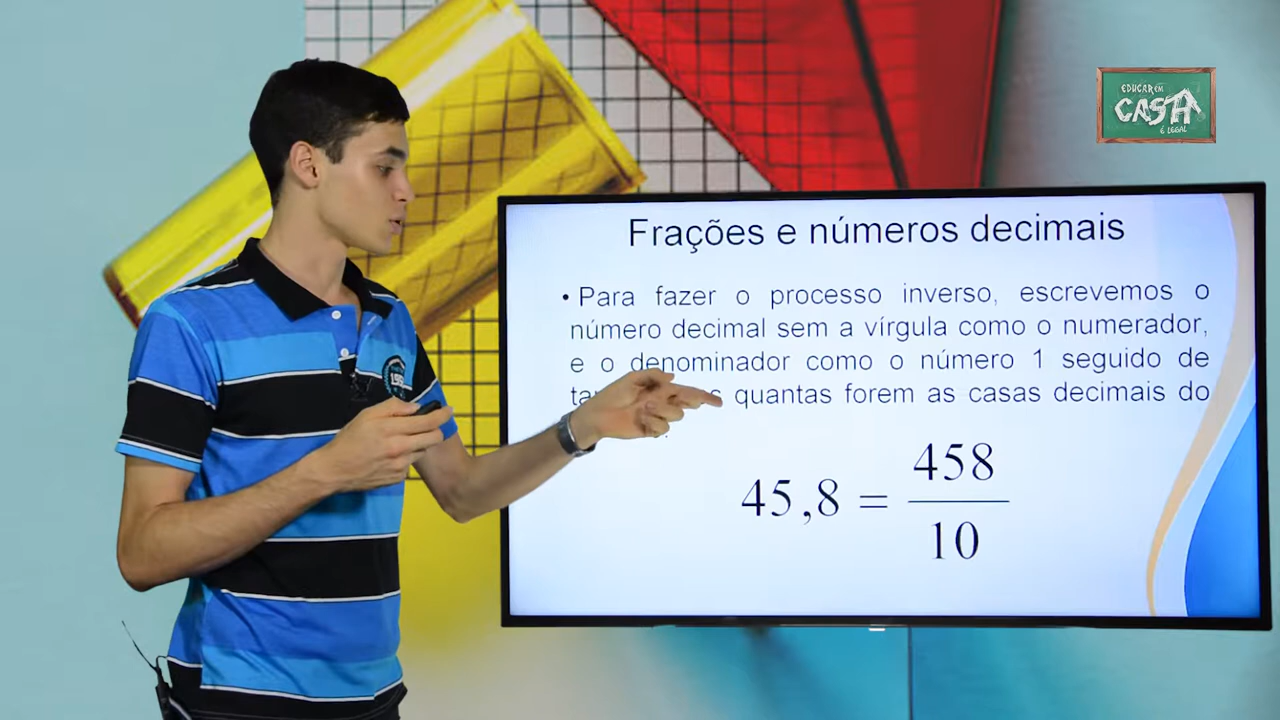 EDUCAR EM
CASA
É LEGAL
Frações e números decimais
• Para fazer o processo inverso, escrevemos o
número decimal sem a vírgula como o numerador,
e o denominador como o número 1 seguido de
quantas forem as casas decimais do
45,8 = 458/10